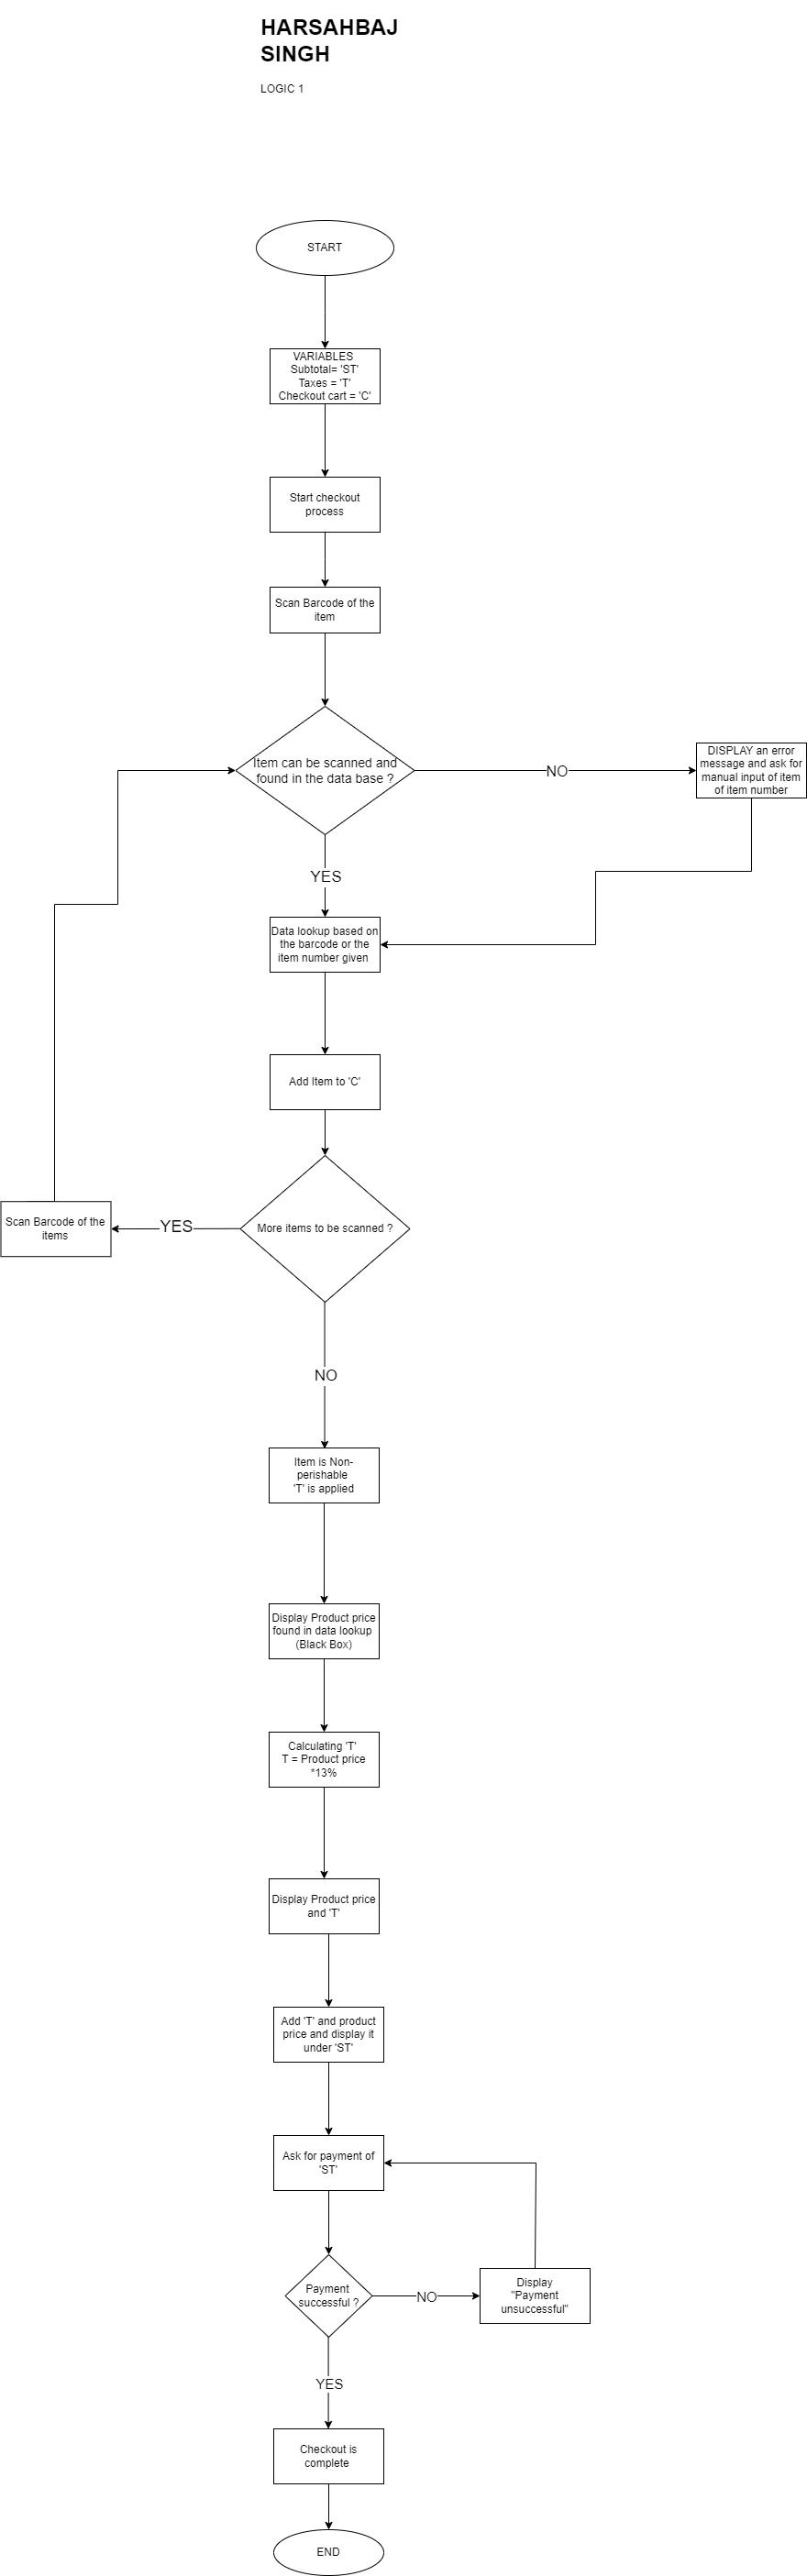 HARSAHBAJ
SINGH
LOGIC 1
START
VARIABLES
Subtotal= 'ST'
Taxes = 'T'
Checkout cart = 'C'
Start checkout
process
Scan Barcode of the
item
Item can be scanned and
found in the data base ?
NO
DISPLAY an error
message and ask for
manual input of item
of item number
YES
Data lookup based on
the barcode or the
item number given
Add Item to 'C'
More items to be scanned ?
YES
Scan Barcode of the
items
NO
Item is Non-
perishable
'T' is applied
Display Product price
found in data lookup
(Black Box)
Calculating 'T'
T = Product price
*13%
Display Product price
and 'T'
Add 'T' and product
price and display it
under 'ST'
Ask for payment of
'ST'
Payment
successful ?
NO
Display
"Payment
unsuccessful"
YES
Checkout is
complete
END